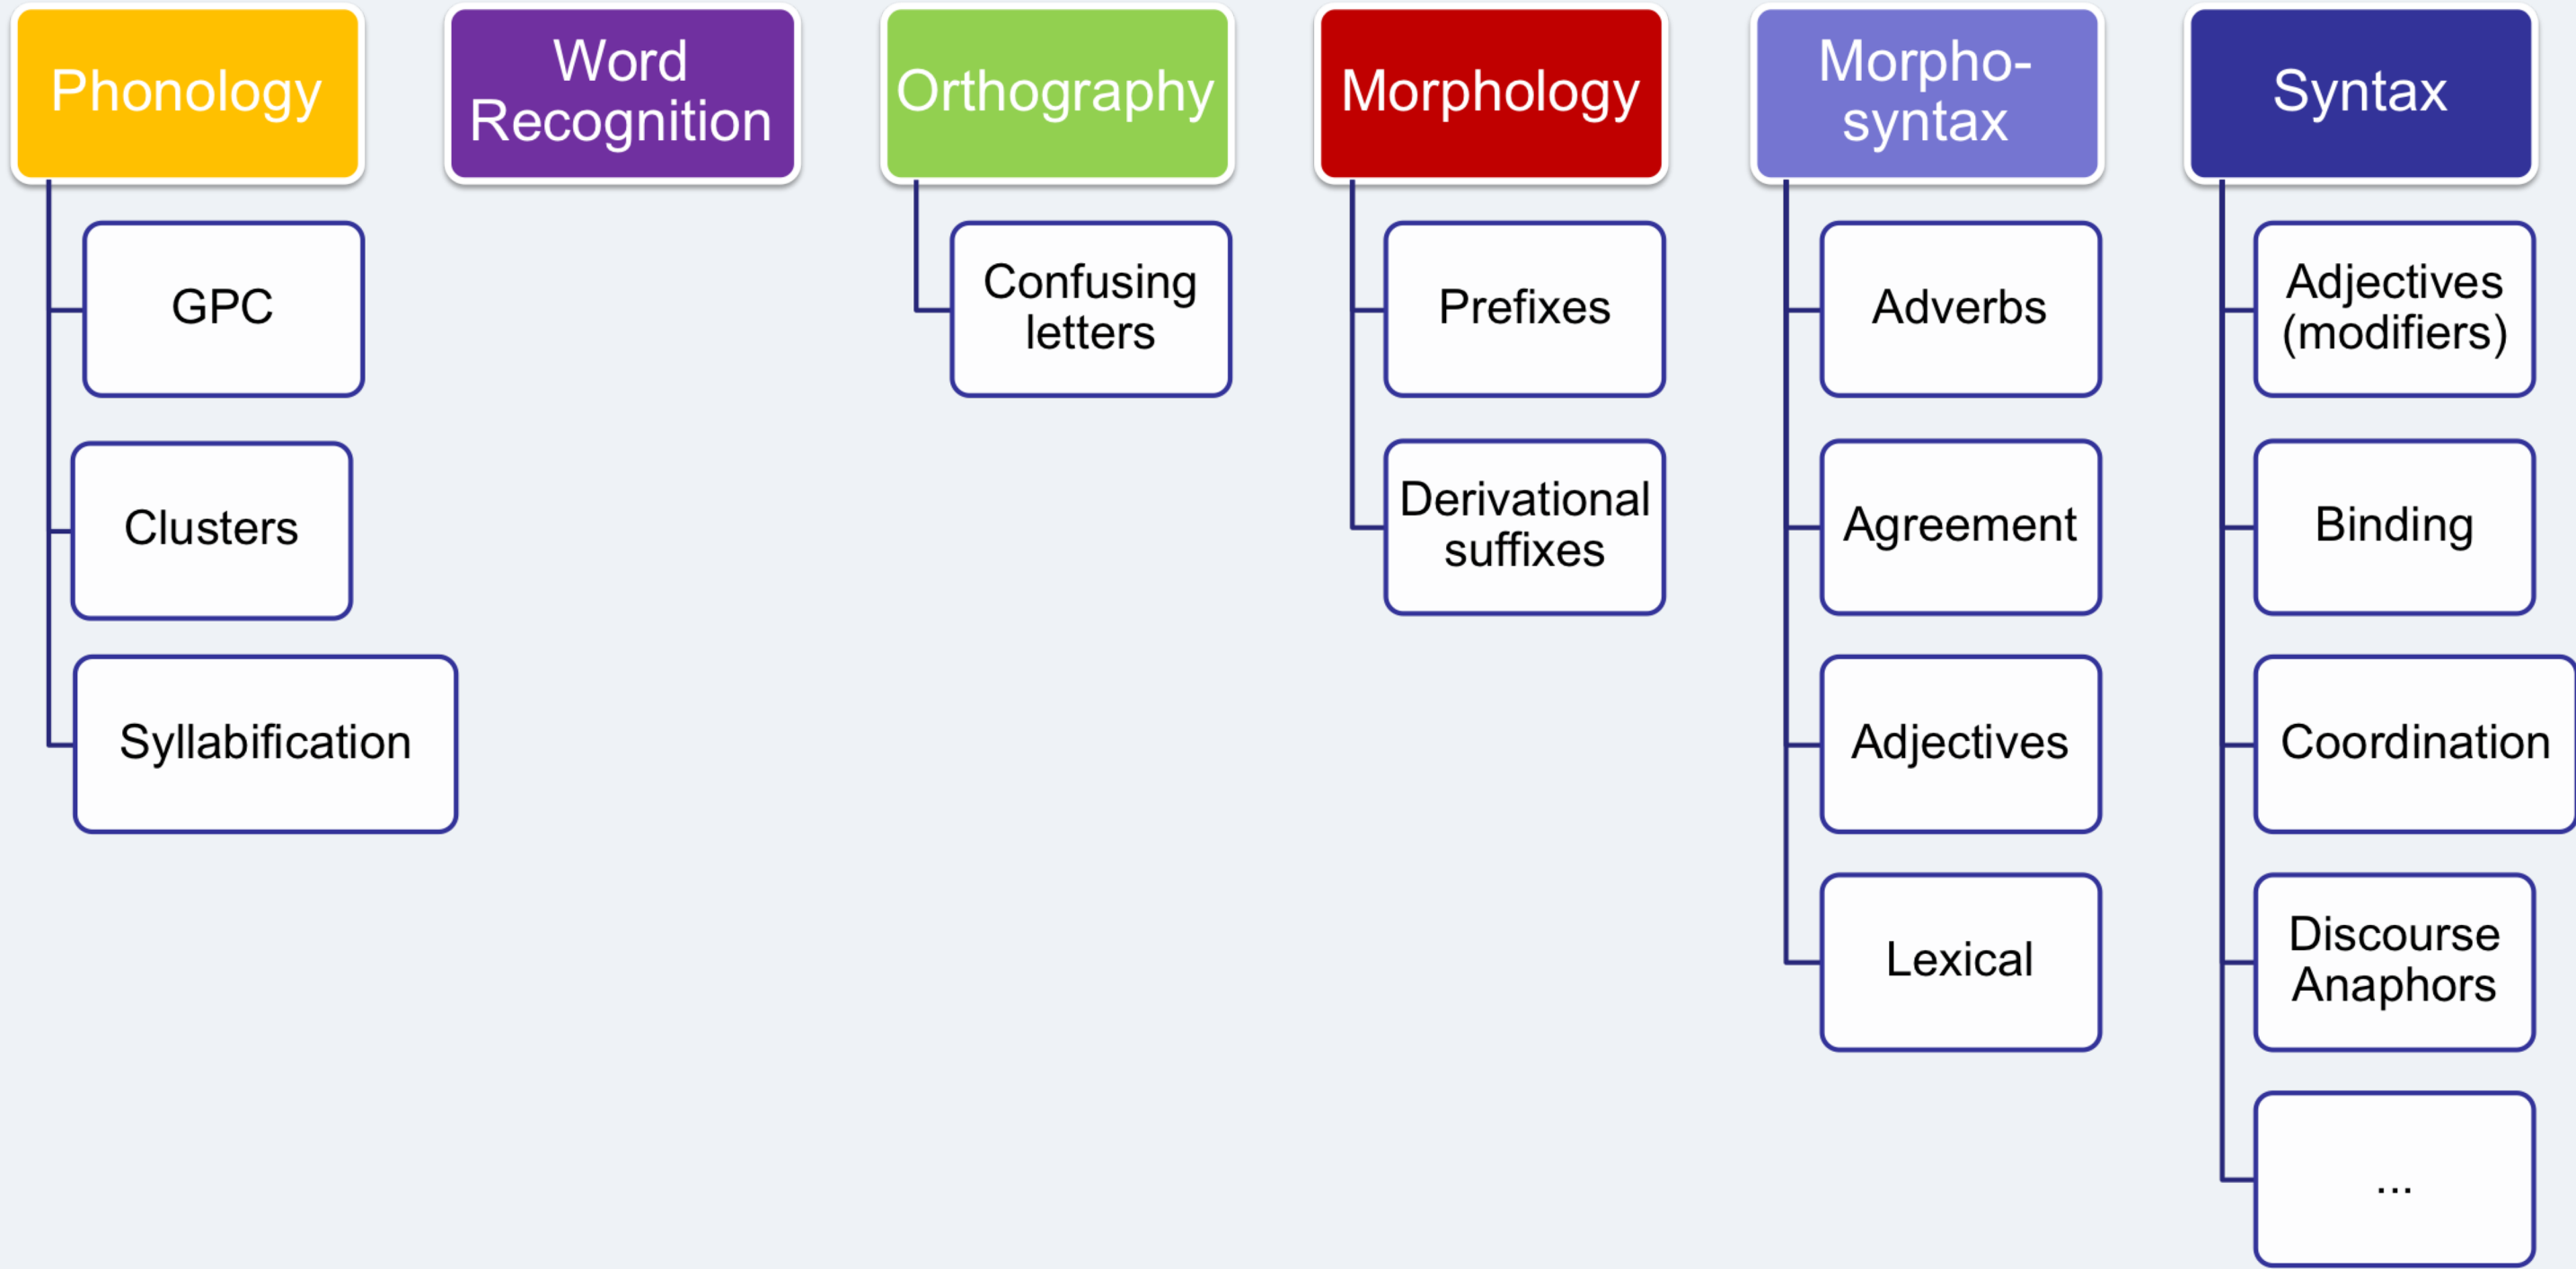 Phonology
GPC
Clusters
Syllabification
Word
Recognition
Orthography
Confusing
letters
Morphology
Prefixes
Derivational
suffixes
Morpho-
syntax
Adverbs
Agreement
Adjectives
Lexical
Syntax
Adjectives
(modifiers)
Binding
Coordination
Discourse
Anaphors
...